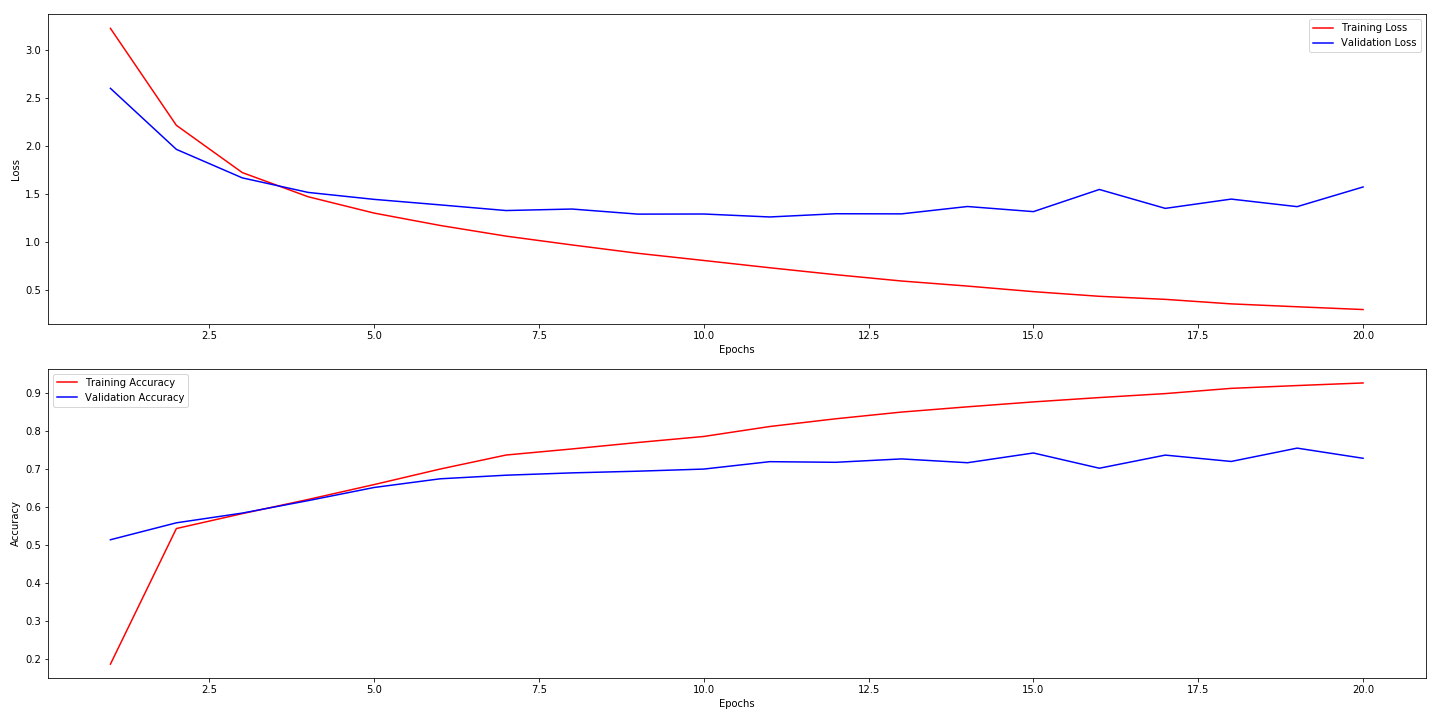 Training Loss
Validation Loss
3.0
2.5
2.0
1.5
1.0
0.5
Loss
2.5 5.0 7.5 10.0 12.5 15.0 17.5 20.0
Epochs
Training Accuracy
Validation Accuracy
0.9
0.8
0.7
0.6
0.5
0.4
0.3
0.2
Accuracy
2.5 5.0 7.5 10.0 12.5 15.0 17.5 20.0
Epochs